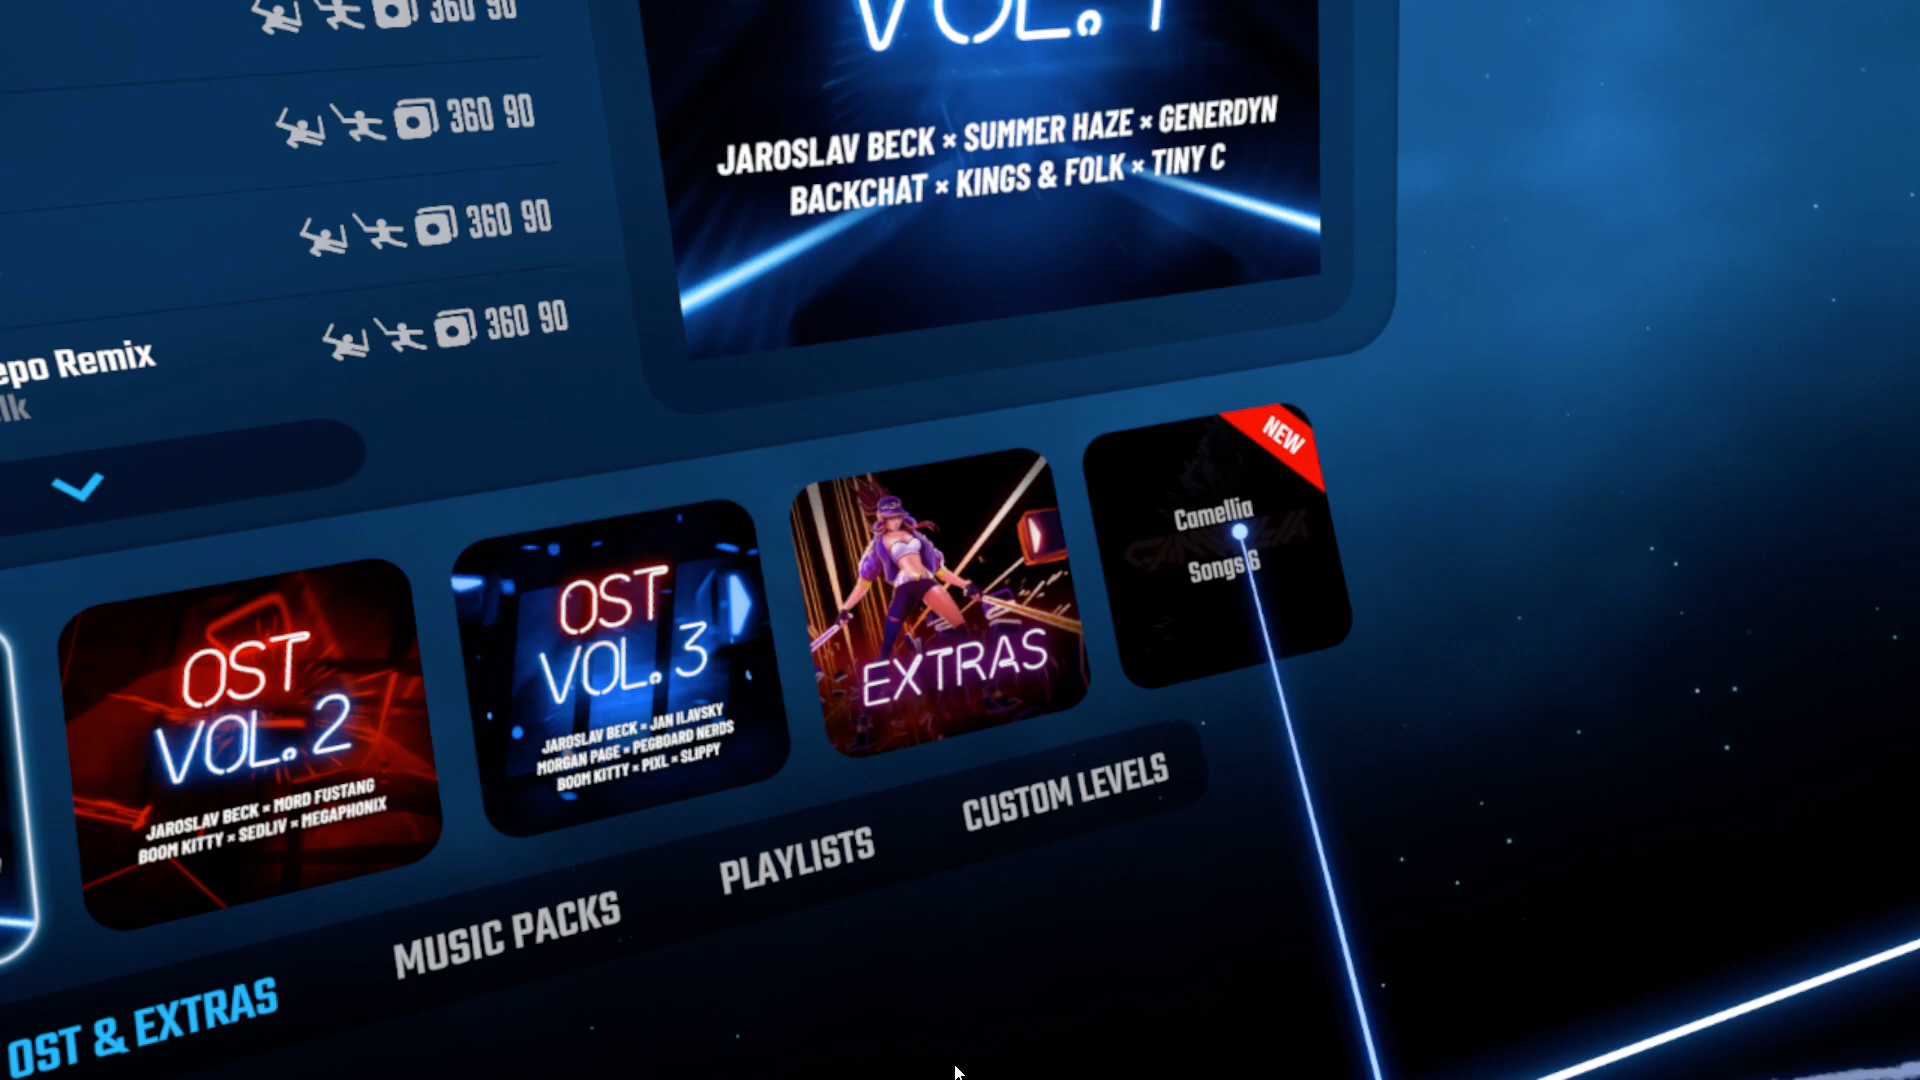 360 90
VOL. 1
360 90
JAROSLAV BECK × SUMMER HAZE × GENERDYN
BACKCHAT × KINGS & FOLK × TINY C
360 90
360 90
Remix
NEW
Camellia
Songs 6
OST
VOL. 2
JAROSLAV BECK × MORD FUSTANG
BOOM KITTY × SEDLIV × MEGAPHONIX
OST
VOL. 3
JAROSLAV BECK × JAN ILAVSKY
MORGAN PAGE × PEGBOARD NERDS
BOOM KITTY × PIXL × SLIPPY
EXTRAS
OST & EXTRAS
MUSIC PACKS
PLAYLISTS
CUSTOM LEVELS